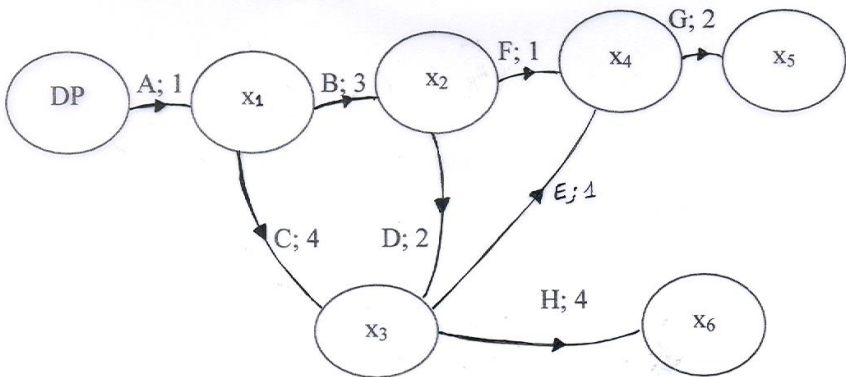 G; 2
F; 1
x₄
x₅
A; 1
B; 3
x₂
DP
x₁
E; 1
C; 4
D; 2
H; 4
x₃
x₆